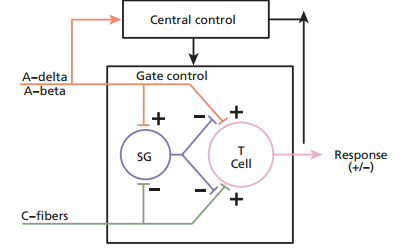 Central control
A–delta
A–beta
Gate control
+
–
+
SG
T
Cell
Response
(+/–)
–
–
+
C–fibers